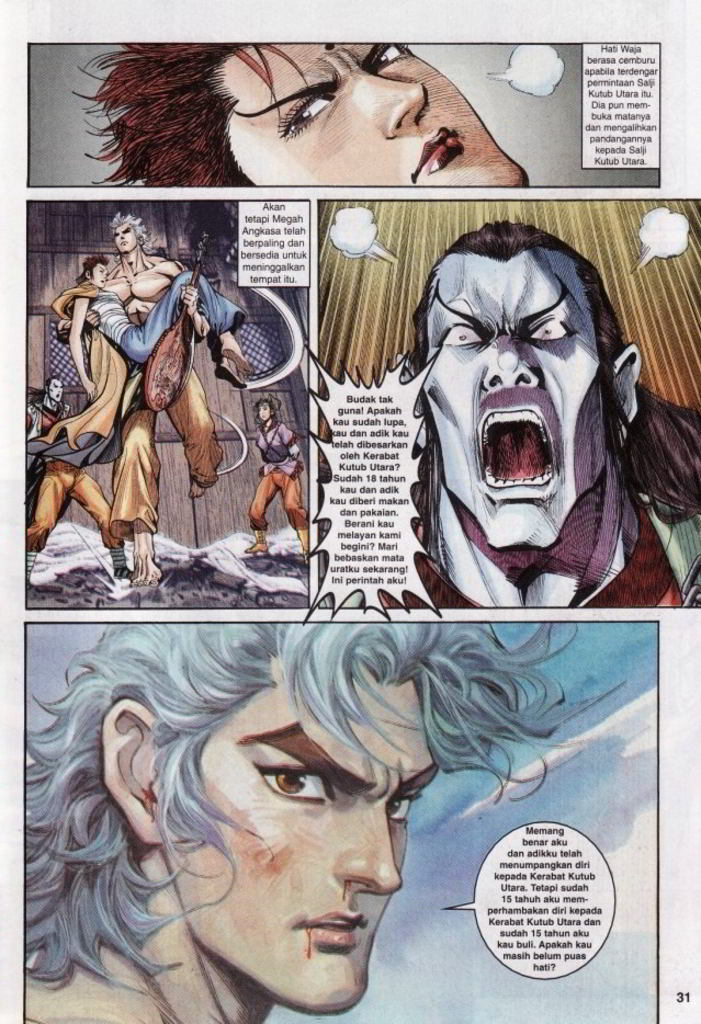 Hati Waja
berasa cemburu
apabila terdengar
permintaan Salji
Kutub Utara itu.
Dia pun mem-
buka matanya
dan mengalihkan
pandangannya
kepada Salji
Kutub Utara.
Akan
tetapi Megah
Angkasa telah
berpaling dan
bersedia untuk
meninggalkan
tempat itu.
Budak tak
guna! Apakah
kau sudah lupa,
kau dan adik kau
telah dibesarkan
oleh Kerabat
Kutub Utara?
Sudah 18 tahun
kau dan adik
kau diberi makan
dan pakaian.
Berani kau
melayan kami
begini? Mari
bebaskan mata
uratku sekarang!
Ini perintah aku!
Memang
benar aku
dan adikku telah
menumpangkan diri
kepada Kerabat Kutub
Utara. Tetapi sudah
15 tahuh aku mem-
perhambakan diri kepada
Kerabat Kutub Utara dan
sudah 15 tahun aku
kau buli. Apakah kau
masih belum puas
hati?
31